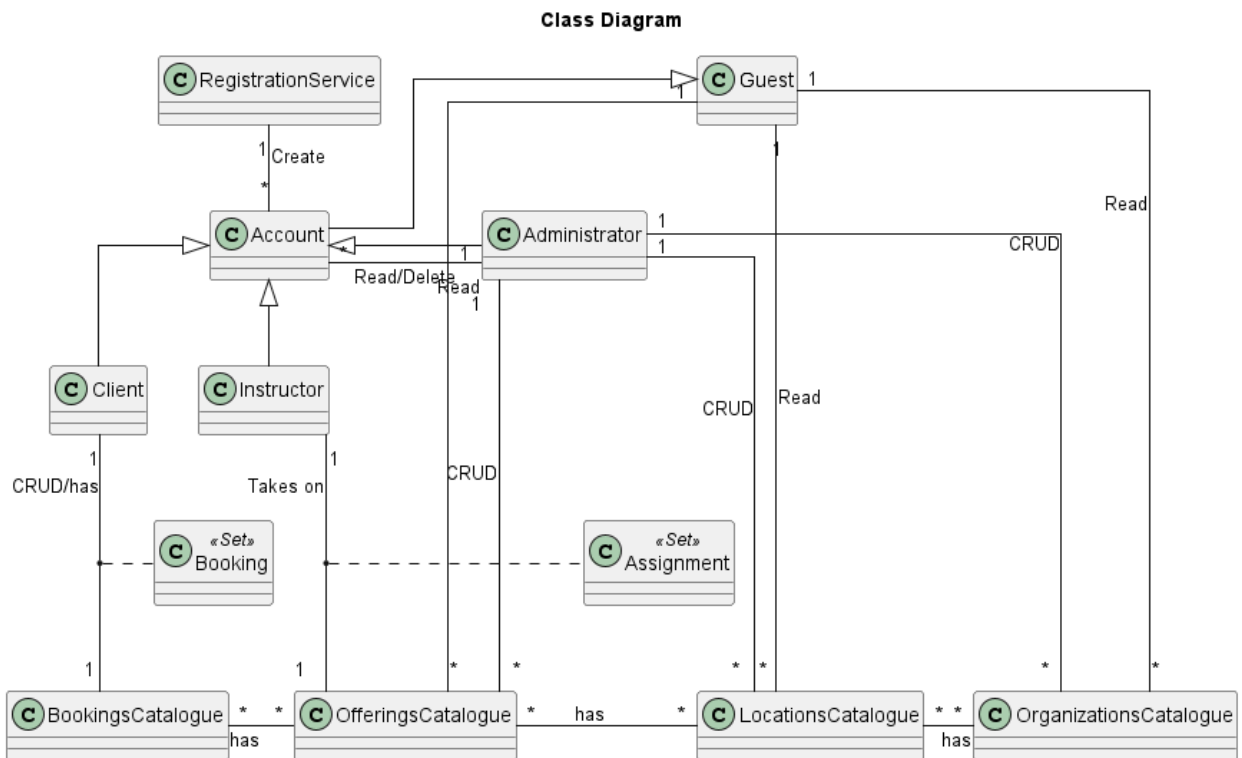 Class Diagram
C RegistrationService
C Guest
1
1
1
Create
1
*
Read
C Account
C Administrator
1
1
CRUD
*
1
Read/Delete
Read
1
C Client
C Instructor
CRUD
Read
1
CRUD/has
1
Takes on
CRUD
«Set»
C Booking
«Set»
C Assignment
1
1
*
*
*
*
*
*
C BookingsCatalogue
* *
has
C OfferingsCatalogue
* has *
C LocationsCatalogue
* *
has
C OrganizationsCatalogue